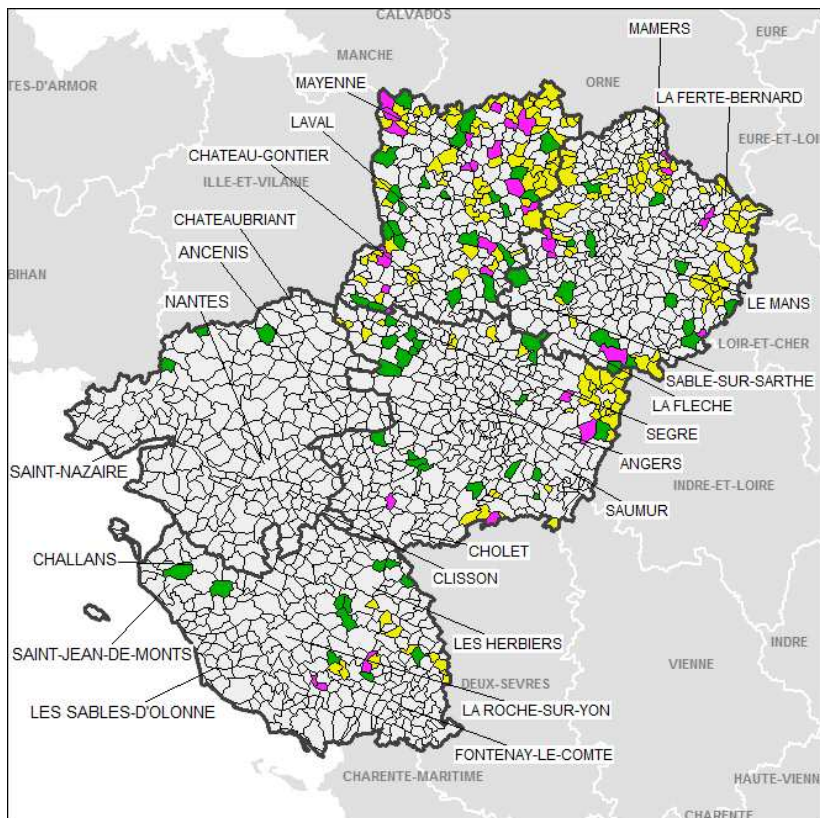 CALVADOS
MAMERS
EURE
MANCHE
ORNE
TES-D'ARMOR
MAYENNE
LA FERTE-BERNARD
LAVAL
EURE-ET-LOI
CHATEAU-GONTIER
ILLE-ET-VILAINE
CHATEAUBRIANT
ANCENIS
BIHAN
NANTES
LE MANS
LOIR-ET-CHER
SABLE-SUR-SARTHE
LA FLECHE
SEGRE
SAINT-NAZAIRE
ANGERS
INDRE-ET-LOIRE
SAUMUR
CHOLET
CHALLANS
CLISSON
LES HERBIERS
INDRE
SAINT-JEAN-DE-MONTS
VIENNE
DEUX-SEVRES
LES SABLES-D'OLONNE
LA ROCHE-SUR-YON
FONTENAY-LE-COMTE
CHARENTE-MARITIME
HAUTE-VIENN
CHARENTE